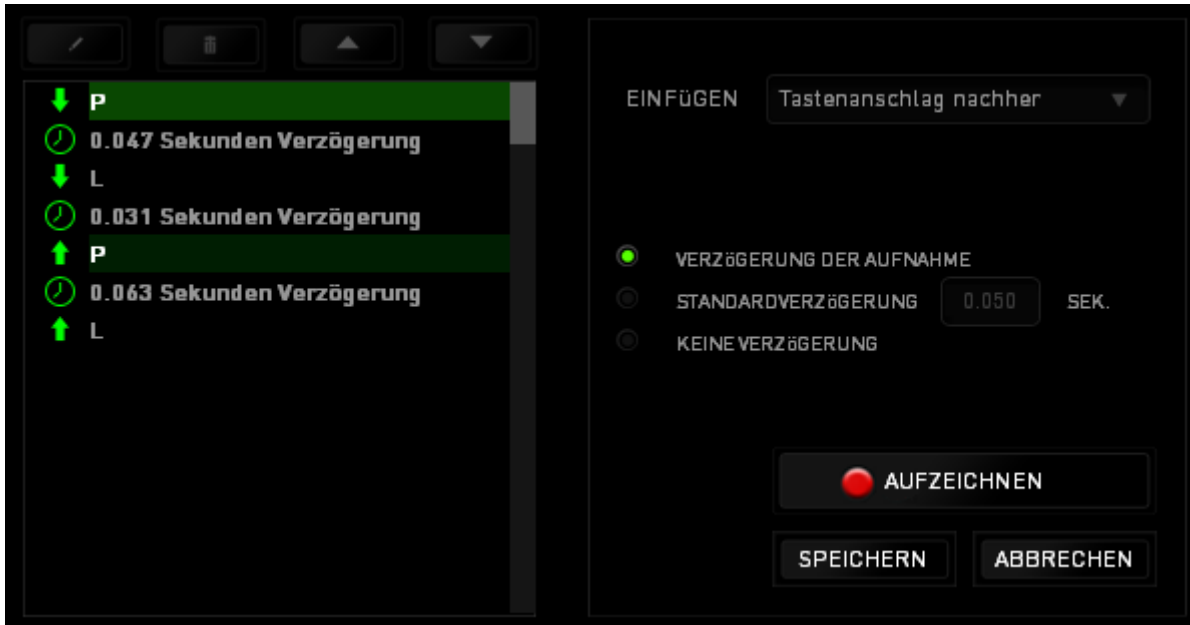 P
0.047 Sekunden Verzögerung
L
0.031 Sekunden Verzögerung
P
0.063 Sekunden Verzögerung
L
EINFüGEN Tastenanschlag nachher
VERZöGERUNG DER AUFNAHME
STANDARDVERZöGERUNG 0.050 SEK.
KEINE VERZöGERUNG
AUFZEICHNEN
SPEICHERN ABBRECHEN